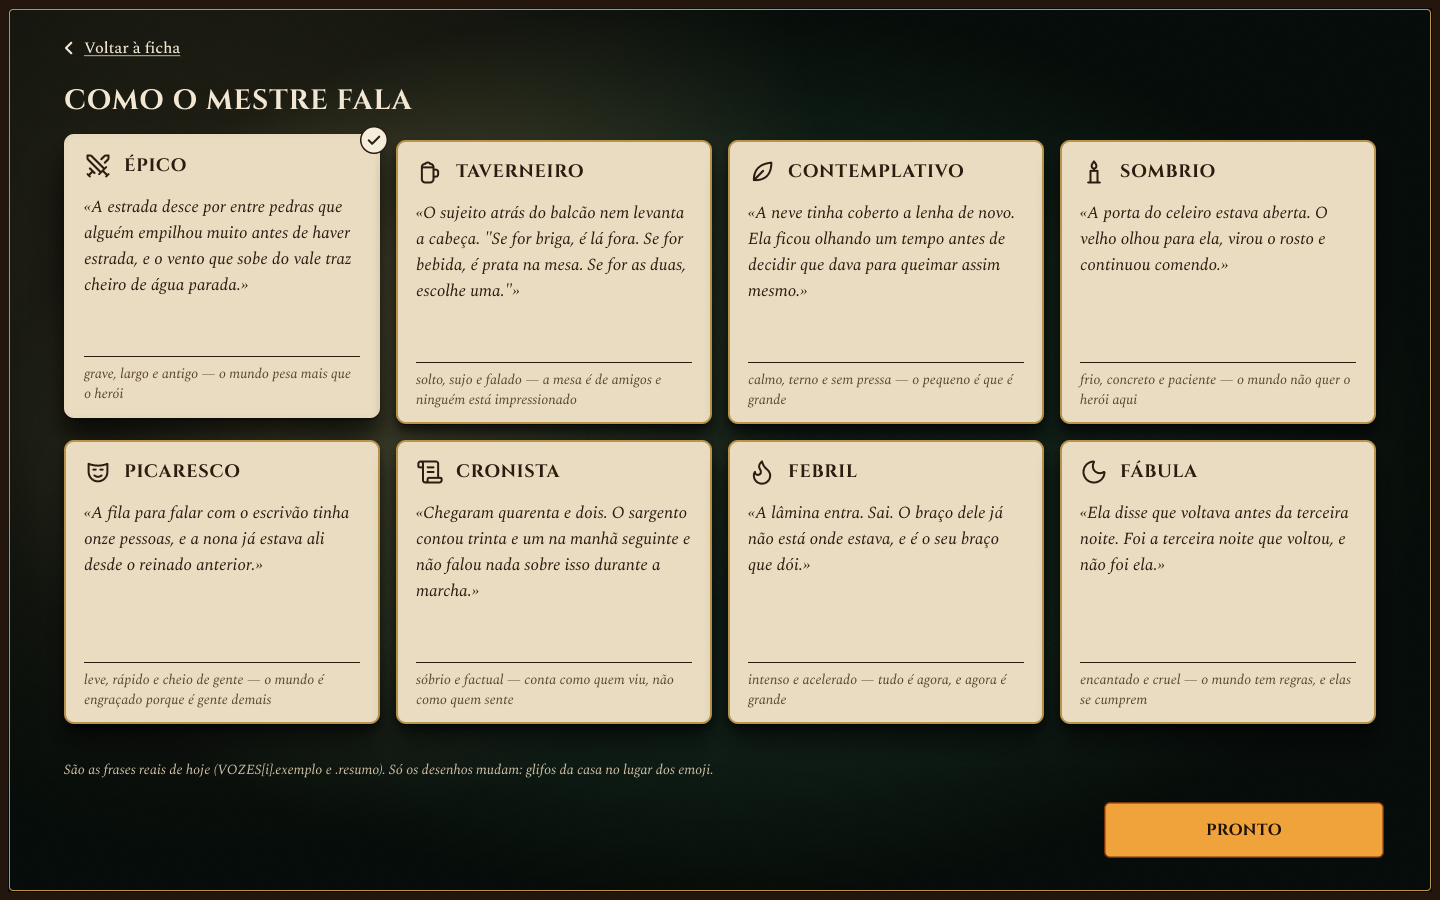 Voltar à ficha
COMO O MESTRE FALA
ÉPICO
«A estrada desce por entre pedras que
alguém empilhou muito antes de haver
estrada, e o vento que sobe do vale traz
cheiro de água parada.»
grave, largo e antigo — o mundo pesa mais que
o herói
TAVERNEIRO
«O sujeito atrás do balcão nem levanta
a cabeça. "Se for briga, é lá fora. Se for
bebida, é prata na mesa. Se for as duas,
escolhe uma."»
solto, sujo e falado — a mesa é de amigos e
ninguém está impressionado
CONTEMPLATIVO
«A neve tinha coberto a lenha de novo.
Ela ficou olhando um tempo antes de
decidir que dava para queimar assim
mesmo.»
calmo, terno e sem pressa — o pequeno é que é
grande
SOMBRIO
«A porta do celeiro estava aberta. O
velho olhou para ela, virou o rosto e
continuou comendo.»
frio, concreto e paciente — o mundo não quer o
herói aqui
PICARESCO
«A fila para falar com o escrivão tinha
onze pessoas, e a nona já estava ali
desde o reinado anterior.»
leve, rápido e cheio de gente — o mundo é
engraçado porque é gente demais
CRONISTA
«Chegaram quarenta e dois. O sargento
contou trinta e um na manhã seguinte e
não falou nada sobre isso durante a
marcha.»
sóbrio e factual — conta como quem viu, não
como quem sente
FEBRIL
«A lâmina entra. Sai. O braço dele já
não está onde estava, e é o seu braço
que dói.»
intenso e acelerado — tudo é agora, e agora é
grande
FÁBULA
«Ela disse que voltava antes da terceira
noite. Foi a terceira noite que voltou, e
não foi ela.»
encantado e cruel — o mundo tem regras, e elas
se cumprem
São as frases reais de hoje (VOZES[i].exemplo e .resumo). Só os desenhos mudam: glifos da casa no lugar dos emoji.
PRONTO